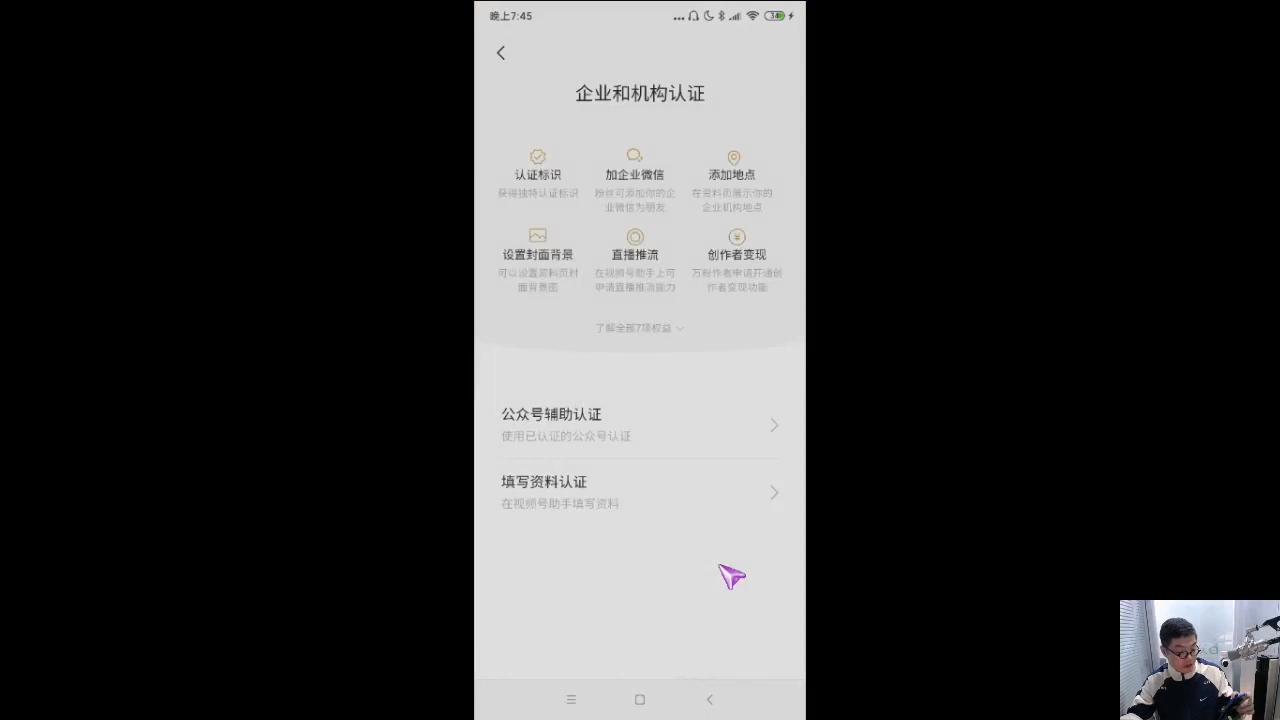 晚上7:45
企业和机构认证
认证标识
获得独特认证标识
加企业微信
粉丝可添加你的企
业微信为朋友
添加地点
在资料页展示你的
企业机构地点
设置封面背景
可以设置资料页封
面背景图
直播推流
在视频号助手上可
申请直播推流能力
创作者变现
万粉作者申请开通创
作者变现功能
了解全部7项权益
公众号辅助认证
使用已认证的公众号认证
填写资料认证
在视频号助手填写资料